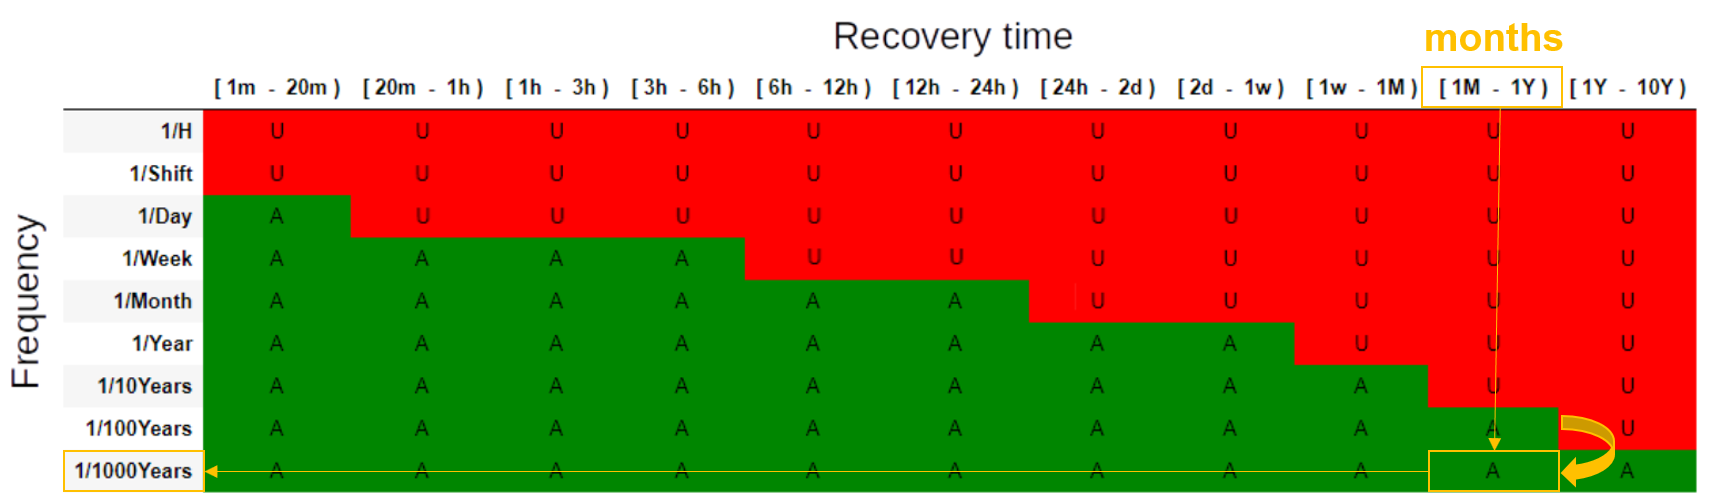 Recovery time
months
[ 1m - 20m ) [ 20m - 1h ) [ 1h - 3h ) [ 3h - 6h ) [ 6h - 12h ) [ 12h - 24h ) [ 24h - 2d ) [ 2d - 1w ) [ 1w - 1M ) [ 1M - 1Y ) [ 1Y - 10Y )
Frequency
1/H U U U U U U U U U U U
1/Shift U U U U U U U U U U U
1/Day A U U U U U U U U U U
1/Week A A A A U U U U U U U
1/Month A A A A A A U U U U U
1/Year A A A A A A A A U U U
1/10Years A A A A A A A A A U U
1/100Years A A A A A A A A A A U
1/1000Years A A A A A A A A A A A